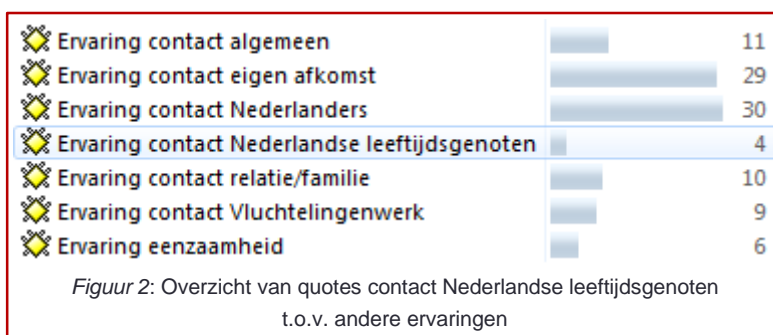 Ervaring contact algemeen 11
Ervaring contact eigen afkomst 29
Ervaring contact Nederlanders 30
Ervaring contact Nederlandse leeftijdsgenoten 4
Ervaring contact relatie/familie 10
Ervaring contact Vluchtelingenwerk 9
Ervaring eenzaamheid 6
Figuur 2: Overzicht van quotes contact Nederlandse leeftijdsgenoten
t.o.v. andere ervaringen